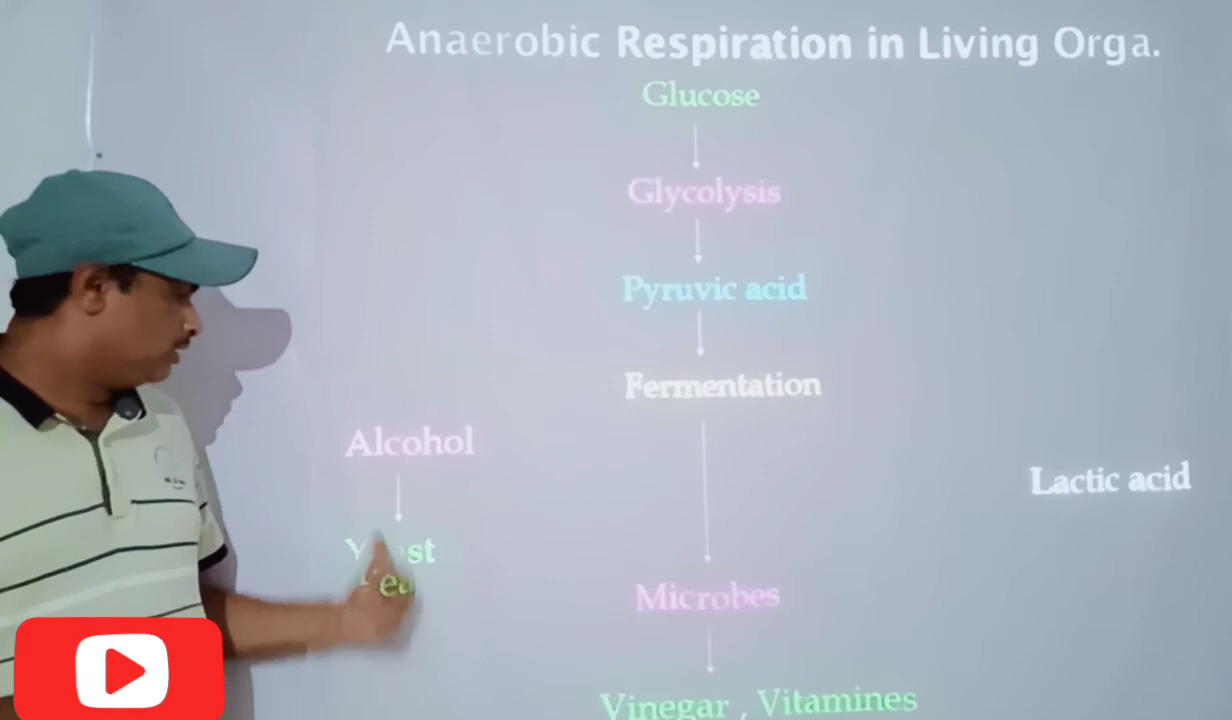 Anaerobic Respiration in Living Orga.
Glucose
Glycolysis
Pyruvic acid
Fermentation
Alcohol
Lactic acid
Microbes
Vinegar , Vitamines